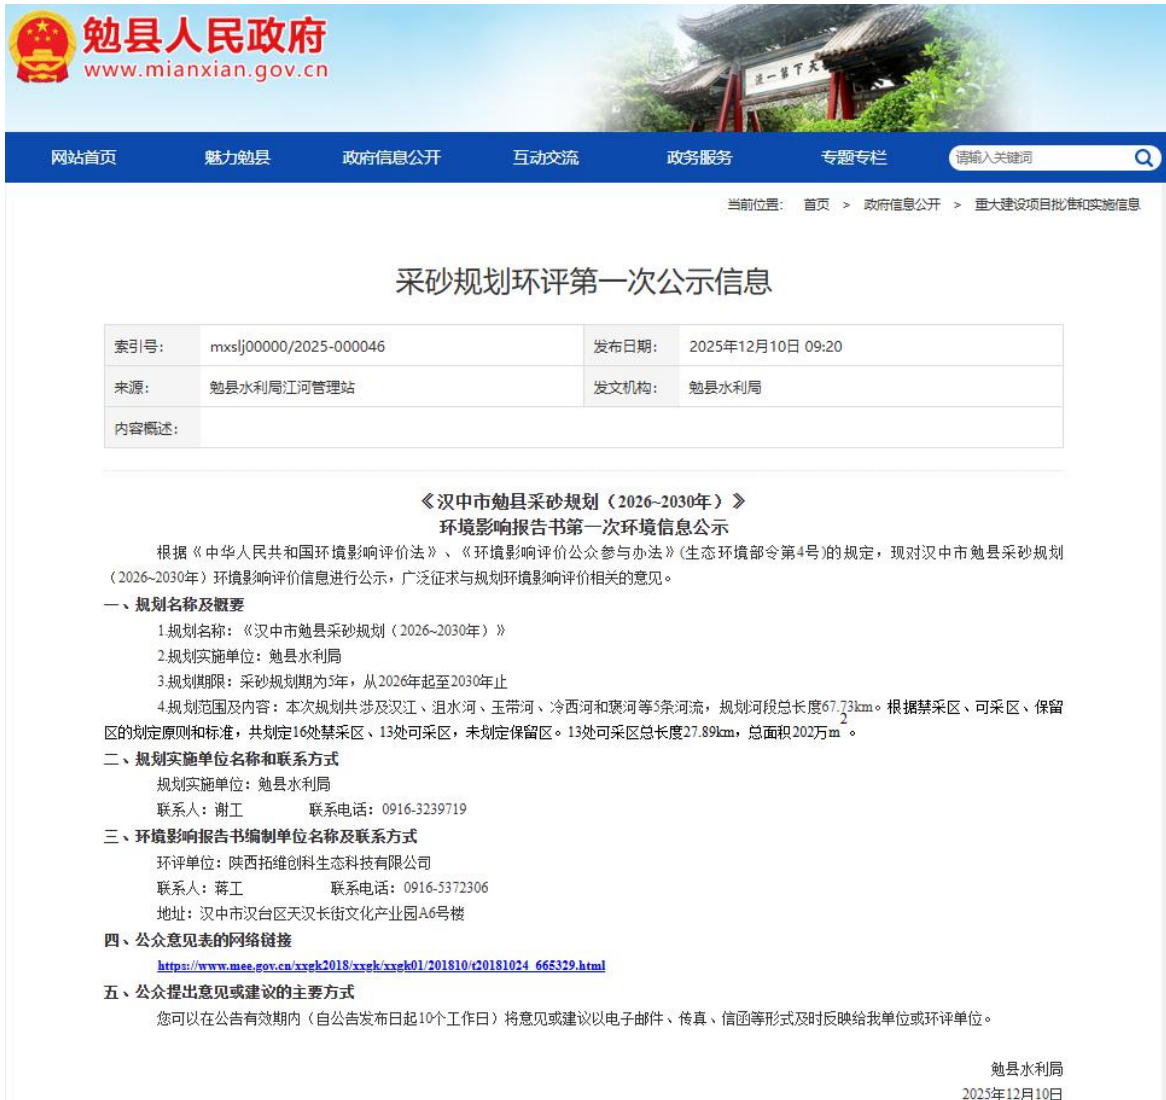 勉县人民政府
www.mianxian.gov.cn
流一第下天
网站首页 魅力勉县 政府信息公开 互动交流 政务服务 专题专栏 请输入关键词
当前位置： 首页 > 政府信息公开 > 重大建设项目批准和实施信息
采砂规划环评第一次公示信息
索引号： mxslj00000/2025-000046 发布日期： 2025年12月10日 09:20
来源： 勉县水利局江河管理站 发文机构： 勉县水利局
内容概述：
《汉中市勉县采砂规划（2026~2030年）》
环境影响报告书第一次环境信息公示
根据《中华人民共和国环境影响评价法》、《环境影响评价公众参与办法》(生态环境部令第4号)的规定，现对汉中市勉县采砂规划
（2026~2030年）环境影响评价信息进行公示，广泛征求与规划环境影响评价相关的意见。
一、规划名称及概要
1.规划名称：《汉中市勉县采砂规划（2026~2030年）》
2.规划实施单位：勉县水利局
3.规划期限：采砂规划期为5年，从2026年起至2030年止
4.规划范围及内容：本次规划共涉及汉江、沮水河、玉带河、冷西河和褒河等5条河流，规划河段总长度67.73km。根据禁采区、可采区、保留
区的划定原则和标准，共划定16处禁采区、13处可采区，未划定保留区。13处可采区总长度27.89km，总面积202万m²。
二、规划实施单位名称和联系方式
规划实施单位：勉县水利局
联系人：谢工 联系电话：0916-3239719
三、环境影响报告书编制单位名称及联系方式
环评单位：陕西拓维创科生态科技有限公司
联系人：蒋工 联系电话：0916-5372306
地址：汉中市汉台区天汉长街文化产业园A6号楼
四、公众意见表的网络链接
https://www.mee.gov.cn/xxgk2018/xxgk/xxgk01/201810/t20181024_665329.html
五、公众提出意见或建议的主要方式
您可以在公告有效期内（自公告发布日起10个工作日）将意见或建议以电子邮件、传真、信函等形式及时反映给我单位或环评单位。
勉县水利局
2025年12月10日